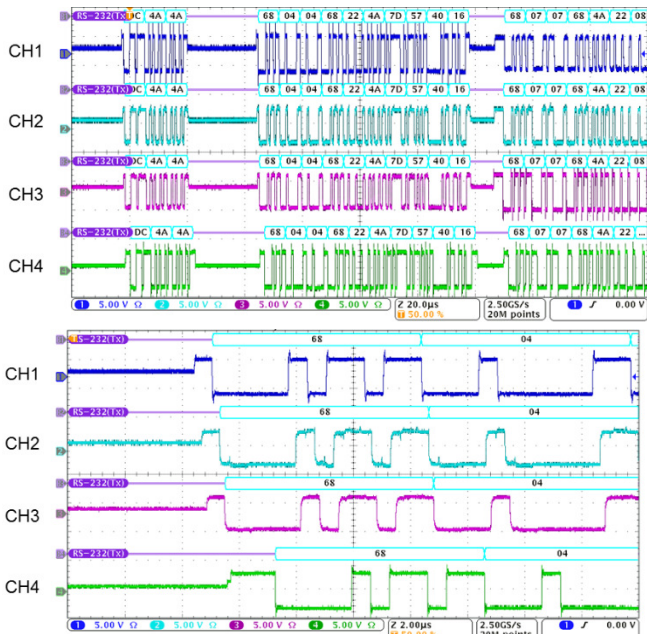 RS-232(Tx) DC 4A 4A 68 04 04 68 22 4A 7D 57 40 16 68 07 07 68 4A 22 08
CH1
RS-232(Tx) DC 4A 4A 68 04 04 68 22 4A 7D 57 40 16 68 07 07 68 4A 22 08
CH2
RS-232(Tx) DC 4A 4A 68 04 04 68 22 4A 7D 57 40 16 68 07 07 68 4A 22 08
CH3
RS-232(Tx) DC 4A 4A 68 04 04 68 22 4A 7D 57 40 16 68 07 07 68 4A 22 ...
CH4
1 5.00 V Ω 2 5.00 V Ω 3 5.00 V Ω 4 5.00 V Ω Z 20.0µs 2.50GS/s 1 0.00 V
T 50.00 % 20M points
RS-232(Tx) 68 04
CH1
RS-232(Tx) 68 04
CH2
RS-232(Tx) 68 04
CH3
RS-232(Tx) 68 04
CH4
1 5.00 V Ω 2 5.00 V Ω 3 5.00 V Ω 4 5.00 V Ω Z 2.00µs 2.50GS/s 1 0.00 V